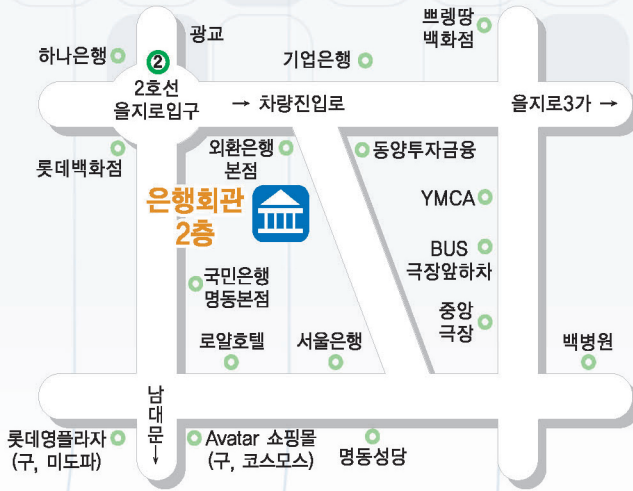 쁘렝땅
백화점
광교
하나은행
기업은행
2
2호선
을지로입구
→ 차량진입로
을지로3가 →
롯데백화점
외환은행
본점
동양투자금융
은행회관
2층
YMCA
BUS
극장앞하차
국민은행
명동본점
중앙
극장
로얄호텔
서울은행
백병원
남대문↓
롯데영플라자
(구, 미도파)
Avatar 쇼핑몰
(구, 코스모스)
명동성당